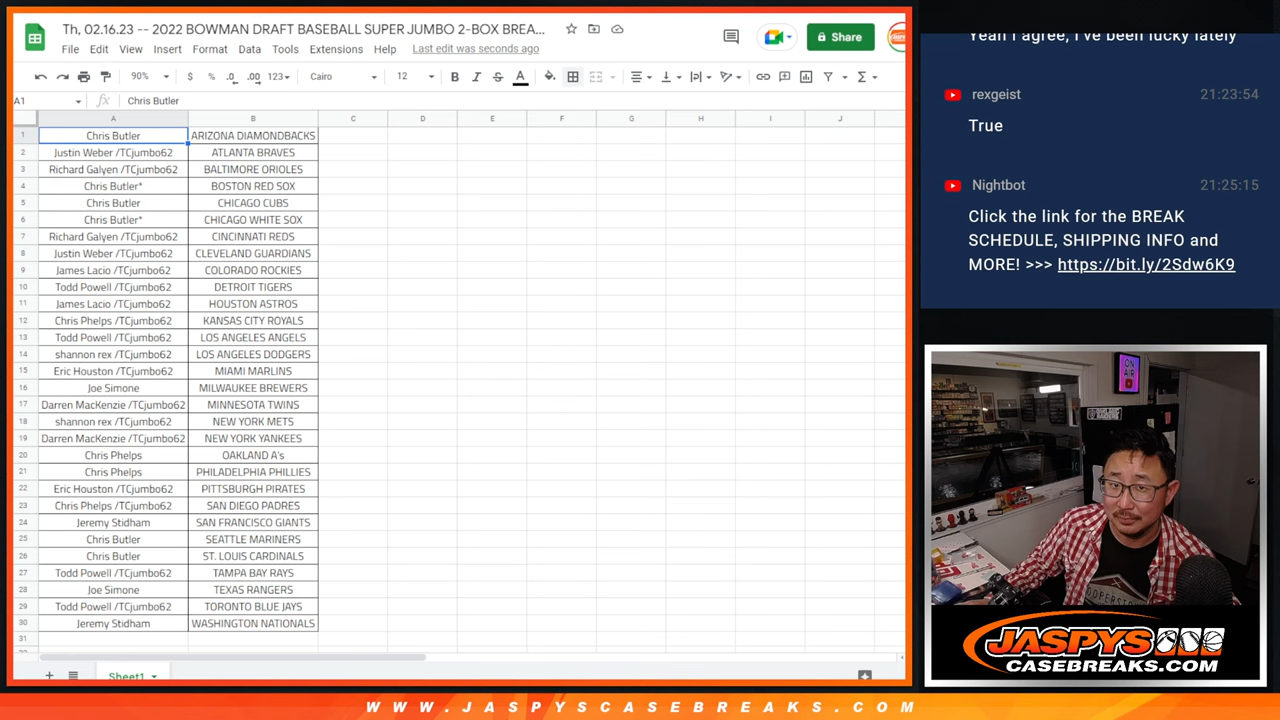 Th, 02.16.23 -- 2022 BOWMAN DRAFT BASEBALL SUPER JUMBO 2-BOX BREA...
File Edit View Insert Format Data Tools Extensions Help Last edit was seconds ago
Share
90% $ % .0 .00 123 Cairo 12 B I S A
A1 fx Chris Butler
A B C D E F G H I J
1 Chris Butler ARIZONA DIAMONDBACKS
2 Justin Weber /TCjumbo62 ATLANTA BRAVES
3 Richard Galyen /TCjumbo62 BALTIMORE ORIOLES
4 Chris Butler* BOSTON RED SOX
5 Chris Butler CHICAGO CUBS
6 Chris Butler* CHICAGO WHITE SOX
7 Richard Galyen /TCjumbo62 CINCINNATI REDS
8 Justin Weber /TCjumbo62 CLEVELAND GUARDIANS
9 James Lacio /TCjumbo62 COLORADO ROCKIES
10 Todd Powell /TCjumbo62 DETROIT TIGERS
11 James Lacio /TCjumbo62 HOUSTON ASTROS
12 Chris Phelps /TCjumbo62 KANSAS CITY ROYALS
13 Todd Powell /TCjumbo62 LOS ANGELES ANGELS
14 shannon rex /TCjumbo62 LOS ANGELES DODGERS
15 Eric Houston /TCjumbo62 MIAMI MARLINS
16 Joe Simone MILWAUKEE BREWERS
17 Darren MacKenzie /TCjumbo62 MINNESOTA TWINS
18 shannon rex /TCjumbo62 NEW YORK METS
19 Darren MacKenzie /TCjumbo62 NEW YORK YANKEES
20 Chris Phelps OAKLAND A's
21 Chris Phelps PHILADELPHIA PHILLIES
22 Eric Houston /TCjumbo62 PITTSBURGH PIRATES
23 Chris Phelps /TCjumbo62 SAN DIEGO PADRES
24 Jeremy Stidham SAN FRANCISCO GIANTS
25 Chris Butler SEATTLE MARINERS
26 Chris Butler ST. LOUIS CARDINALS
27 Todd Powell /TCjumbo62 TAMPA BAY RAYS
28 Joe Simone TEXAS RANGERS
29 Todd Powell /TCjumbo62 TORONTO BLUE JAYS
30 Jeremy Stidham WASHINGTON NATIONALS
31
Sheet1
Yeah I agree, I've been lucky lately
rexgeist 21:23:54
True
Nightbot 21:25:15
Click the link for the BREAK
SCHEDULE, SHIPPING INFO and
MORE! >>> https://bit.ly/2Sdw6K9
ON
AIR
JASPYS
CASEBREAKS.COM
WWW.JASPYSCASEBREAKS.COM